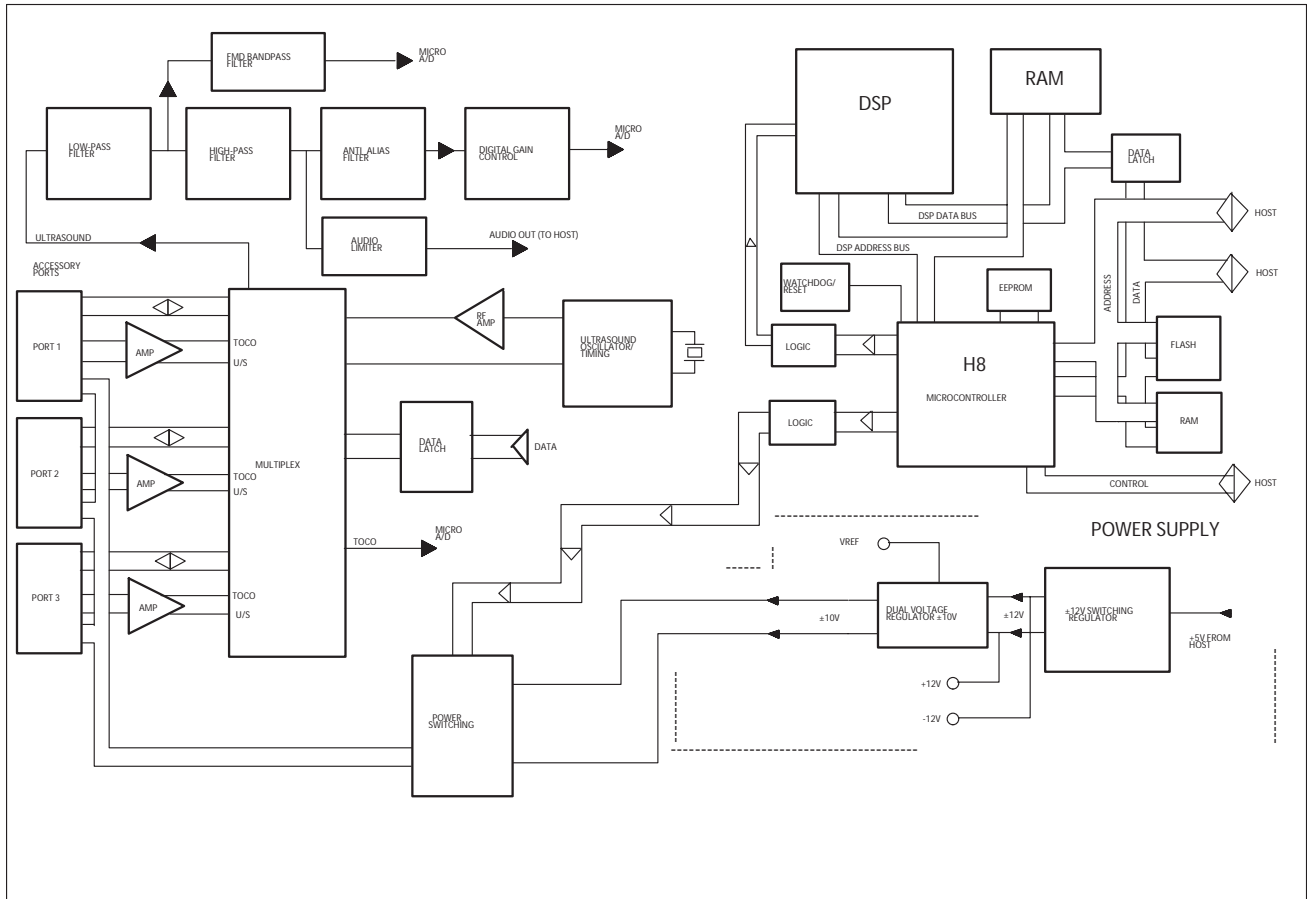 FMD BANDPASS
FILTER
MICRO
A/D
LOW-PASS
FILTER
HIGH-PASS
FILTER
ANTI_ALIAS
FILTER
DIGITAL GAIN
CONTROL
MICRO
A/D
ULTRASOUND
AUDIO
LIMITER
AUDIO OUT (TO HOST)
ACCESSORY
PORTS
PORT 1
AMP
TOCO
U/S
PORT 2
AMP
TOCO
U/S
PORT 3
AMP
TOCO
U/S
MULTIPLEX
RF
AMP
ULTRASOUND
OSCILLATOR/
TIMING
DATA
LATCH
DATA
TOCO
MICRO
A/D
POWER
SWITCHING
DSP
RAM
DATA
LATCH
DSP DATA BUS
DSP ADDRESS BUS
HOST
HOST
WATCHDOG/
RESET
EEPROM
ADDRESS
DATA
LOGIC
H8
MICROCONTROLLER
FLASH
LOGIC
RAM
CONTROL
HOST
POWER SUPPLY
VREF
±10V
DUAL VOLTAGE
REGULATOR ±10V
±12V
±12V SWITCHING
REGULATOR
+5V FROM
HOST
+12V
-12V